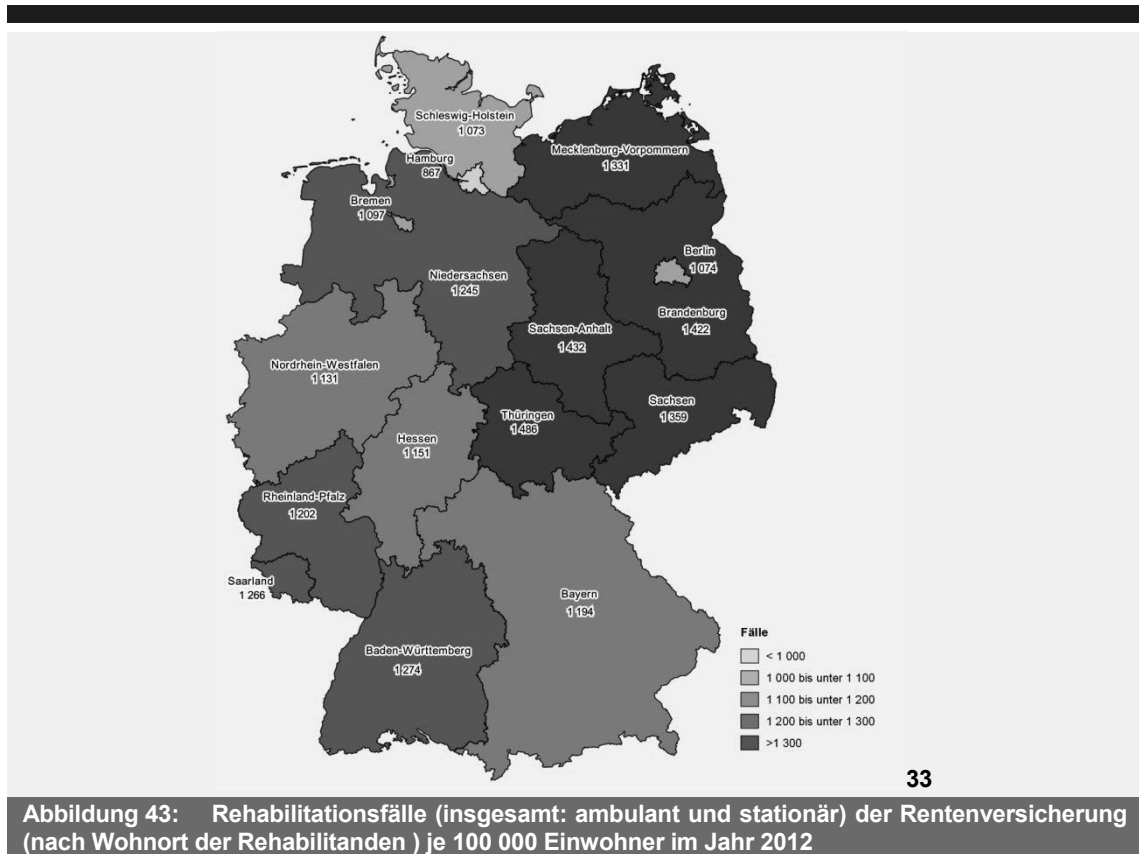 Schleswig-Holstein
1 073
Mecklenburg-Vorpommern
1 331
Hamburg
867
Bremen
1 097
Berlin
1 074
Niedersachsen
1 245
Brandenburg
1 422
Sachsen-Anhalt
1 432
Nordrhein-Westfalen
1 131
Sachsen
1 359
Thüringen
1 486
Hessen
1 151
Rheinland-Pfalz
1 202
Saarland
1 266
Bayern
1 194
Baden-Württemberg
1 274
Fälle
< 1 000
1 000 bis unter 1 100
1 100 bis unter 1 200
1 200 bis unter 1 300
>1 300
33
Abbildung 43: Rehabilitationsfälle (insgesamt: ambulant und stationär) der Rentenversicherung
(nach Wohnort der Rehabilitanden ) je 100 000 Einwohner im Jahr 2012